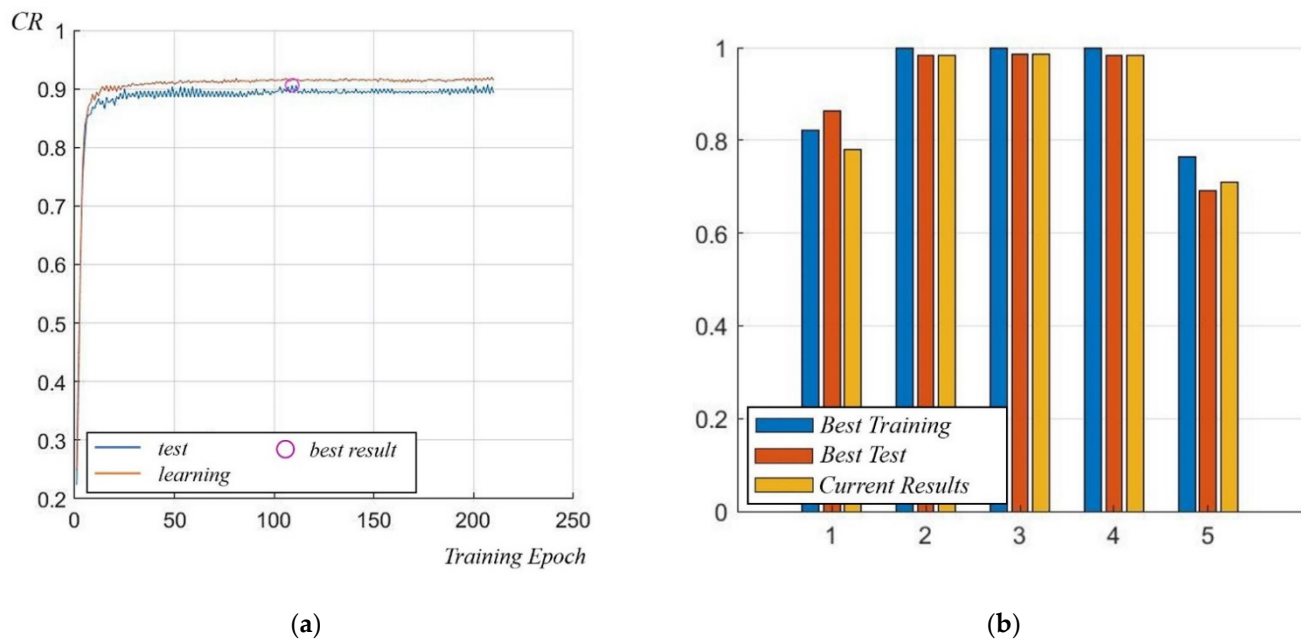 CR
1
0.9
0.8
0.7
0.6
0.5
0.4
0.3
0.2
test
best result
learning
0 50 100 150 200 250
Training Epoch
(a)
1
0.8
0.6
0.4
0.2
0
Best Training
Best Test
Current Results
1 2 3 4 5
(b)